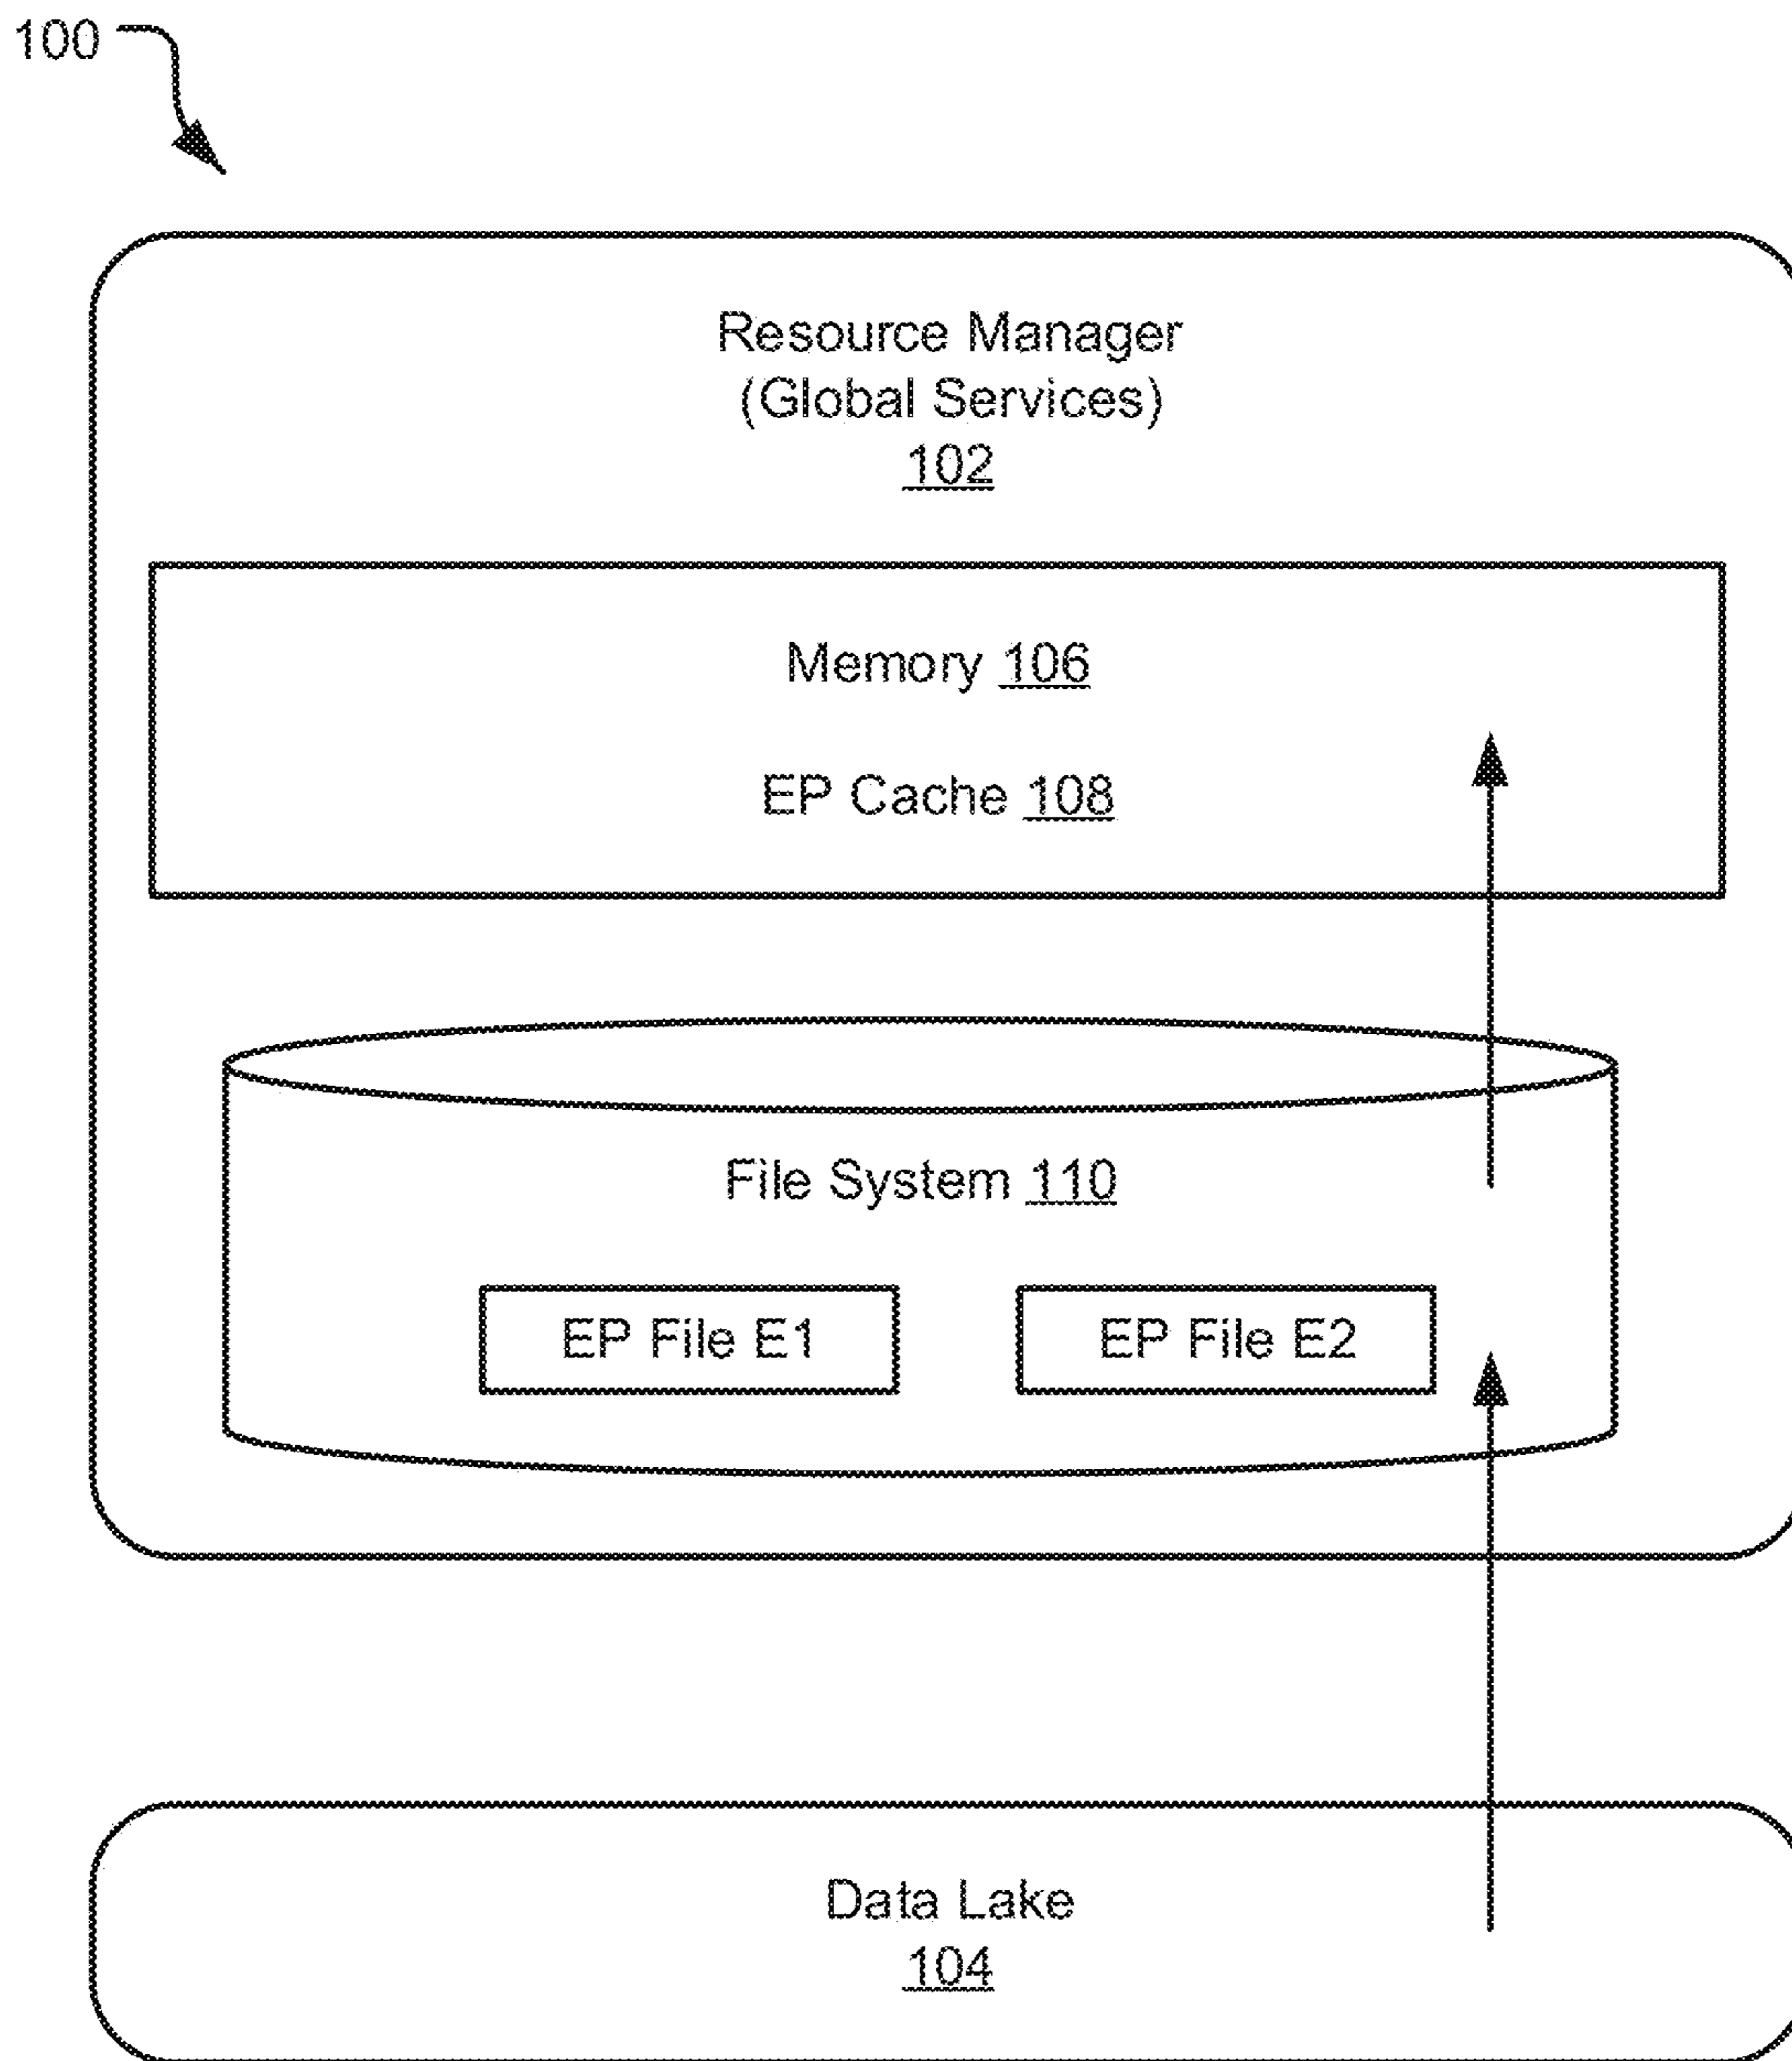 100
Resource Manager
(Global Services)
102
Memory 106
EP Cache 108
File System 110
EP File E1
EP File E2
Data Lake
104